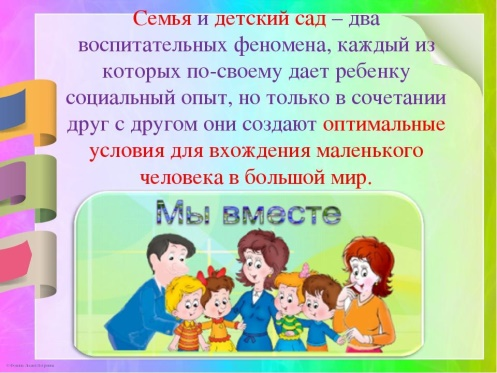 Семья и детский сад – два
воспитательных феномена, каждый из
которых по-своему дает ребенку
социальный опыт, но только в сочетании
друг с другом они создают оптимальные
условия для вхождения маленького
человека в большой мир.
Мы вместе